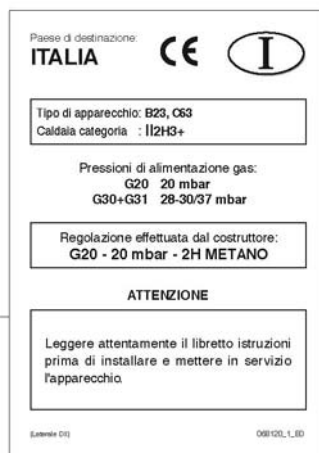 Paese di destinazione:
ITALIA
CE
I
Tipo di apparecchio: B23, C63
Caldaia categoria : II2H3+
Pressioni di alimentazione gas:
G20 20 mbar
G30+G31 28-30/37 mbar
Regolazione effettuata dal costruttore:
G20 - 20 mbar - 2H METANO
ATTENZIONE
Leggere attentamente il libretto istruzioni
prima di installare e mettere in servizio
l'apparecchio.
(Laterale DX) 068120_1_ED